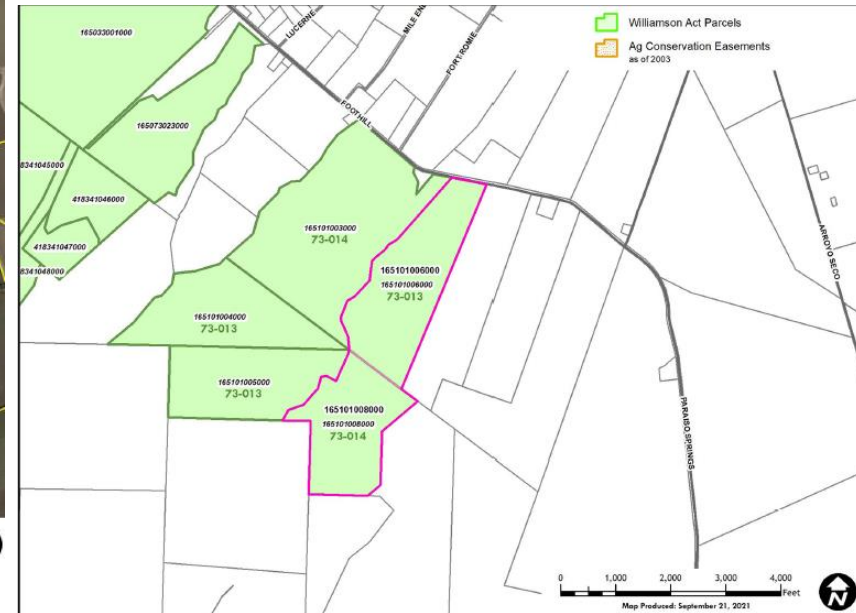 Williamson Act Parcels
Ag Conservation Easements
as of 2003
165033001000
LUCERNE
MILE END
FORT ROMIE
FOOTHILL
165073023000
8341045000
418341046000
418341047000
8341048000
165101003000
73-014
165101006000
165101006000
73-013
165101004000
73-013
165101005000
73-013
165101008000
165101008000
73-014
ARROYO SECO
PARAISO SPRINGS
0 1,000 2,000 3,000 4,000
Feet
Map Produced: September 21, 2021
N